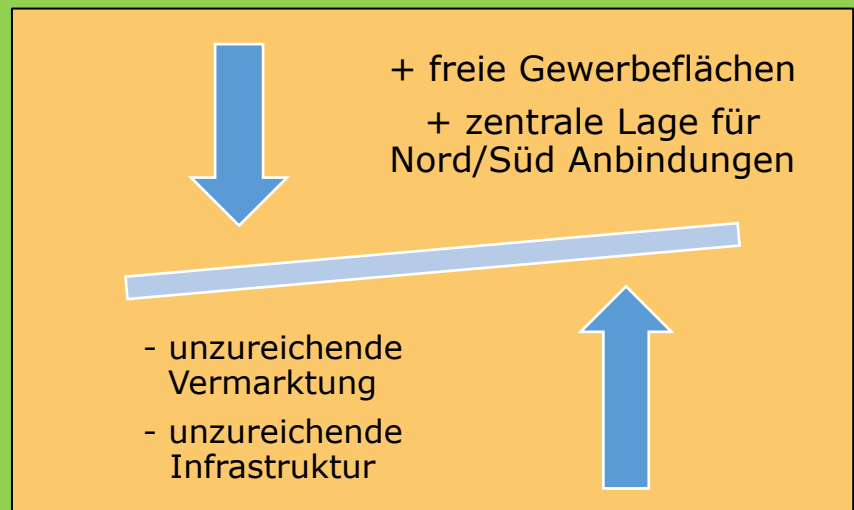 + freie Gewerbeflächen
+ zentrale Lage für
Nord/Süd Anbindungen
- unzureichende
Vermarktung
- unzureichende
Infrastruktur